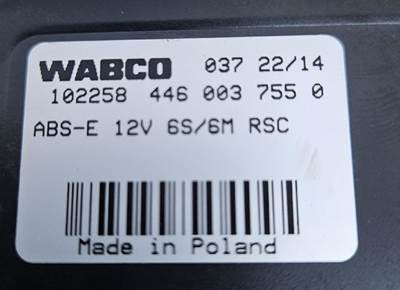 WABCO 037 22/14
102258 446 003 755 0
ABS-E 12V 6S/6M RSC
Made in Poland